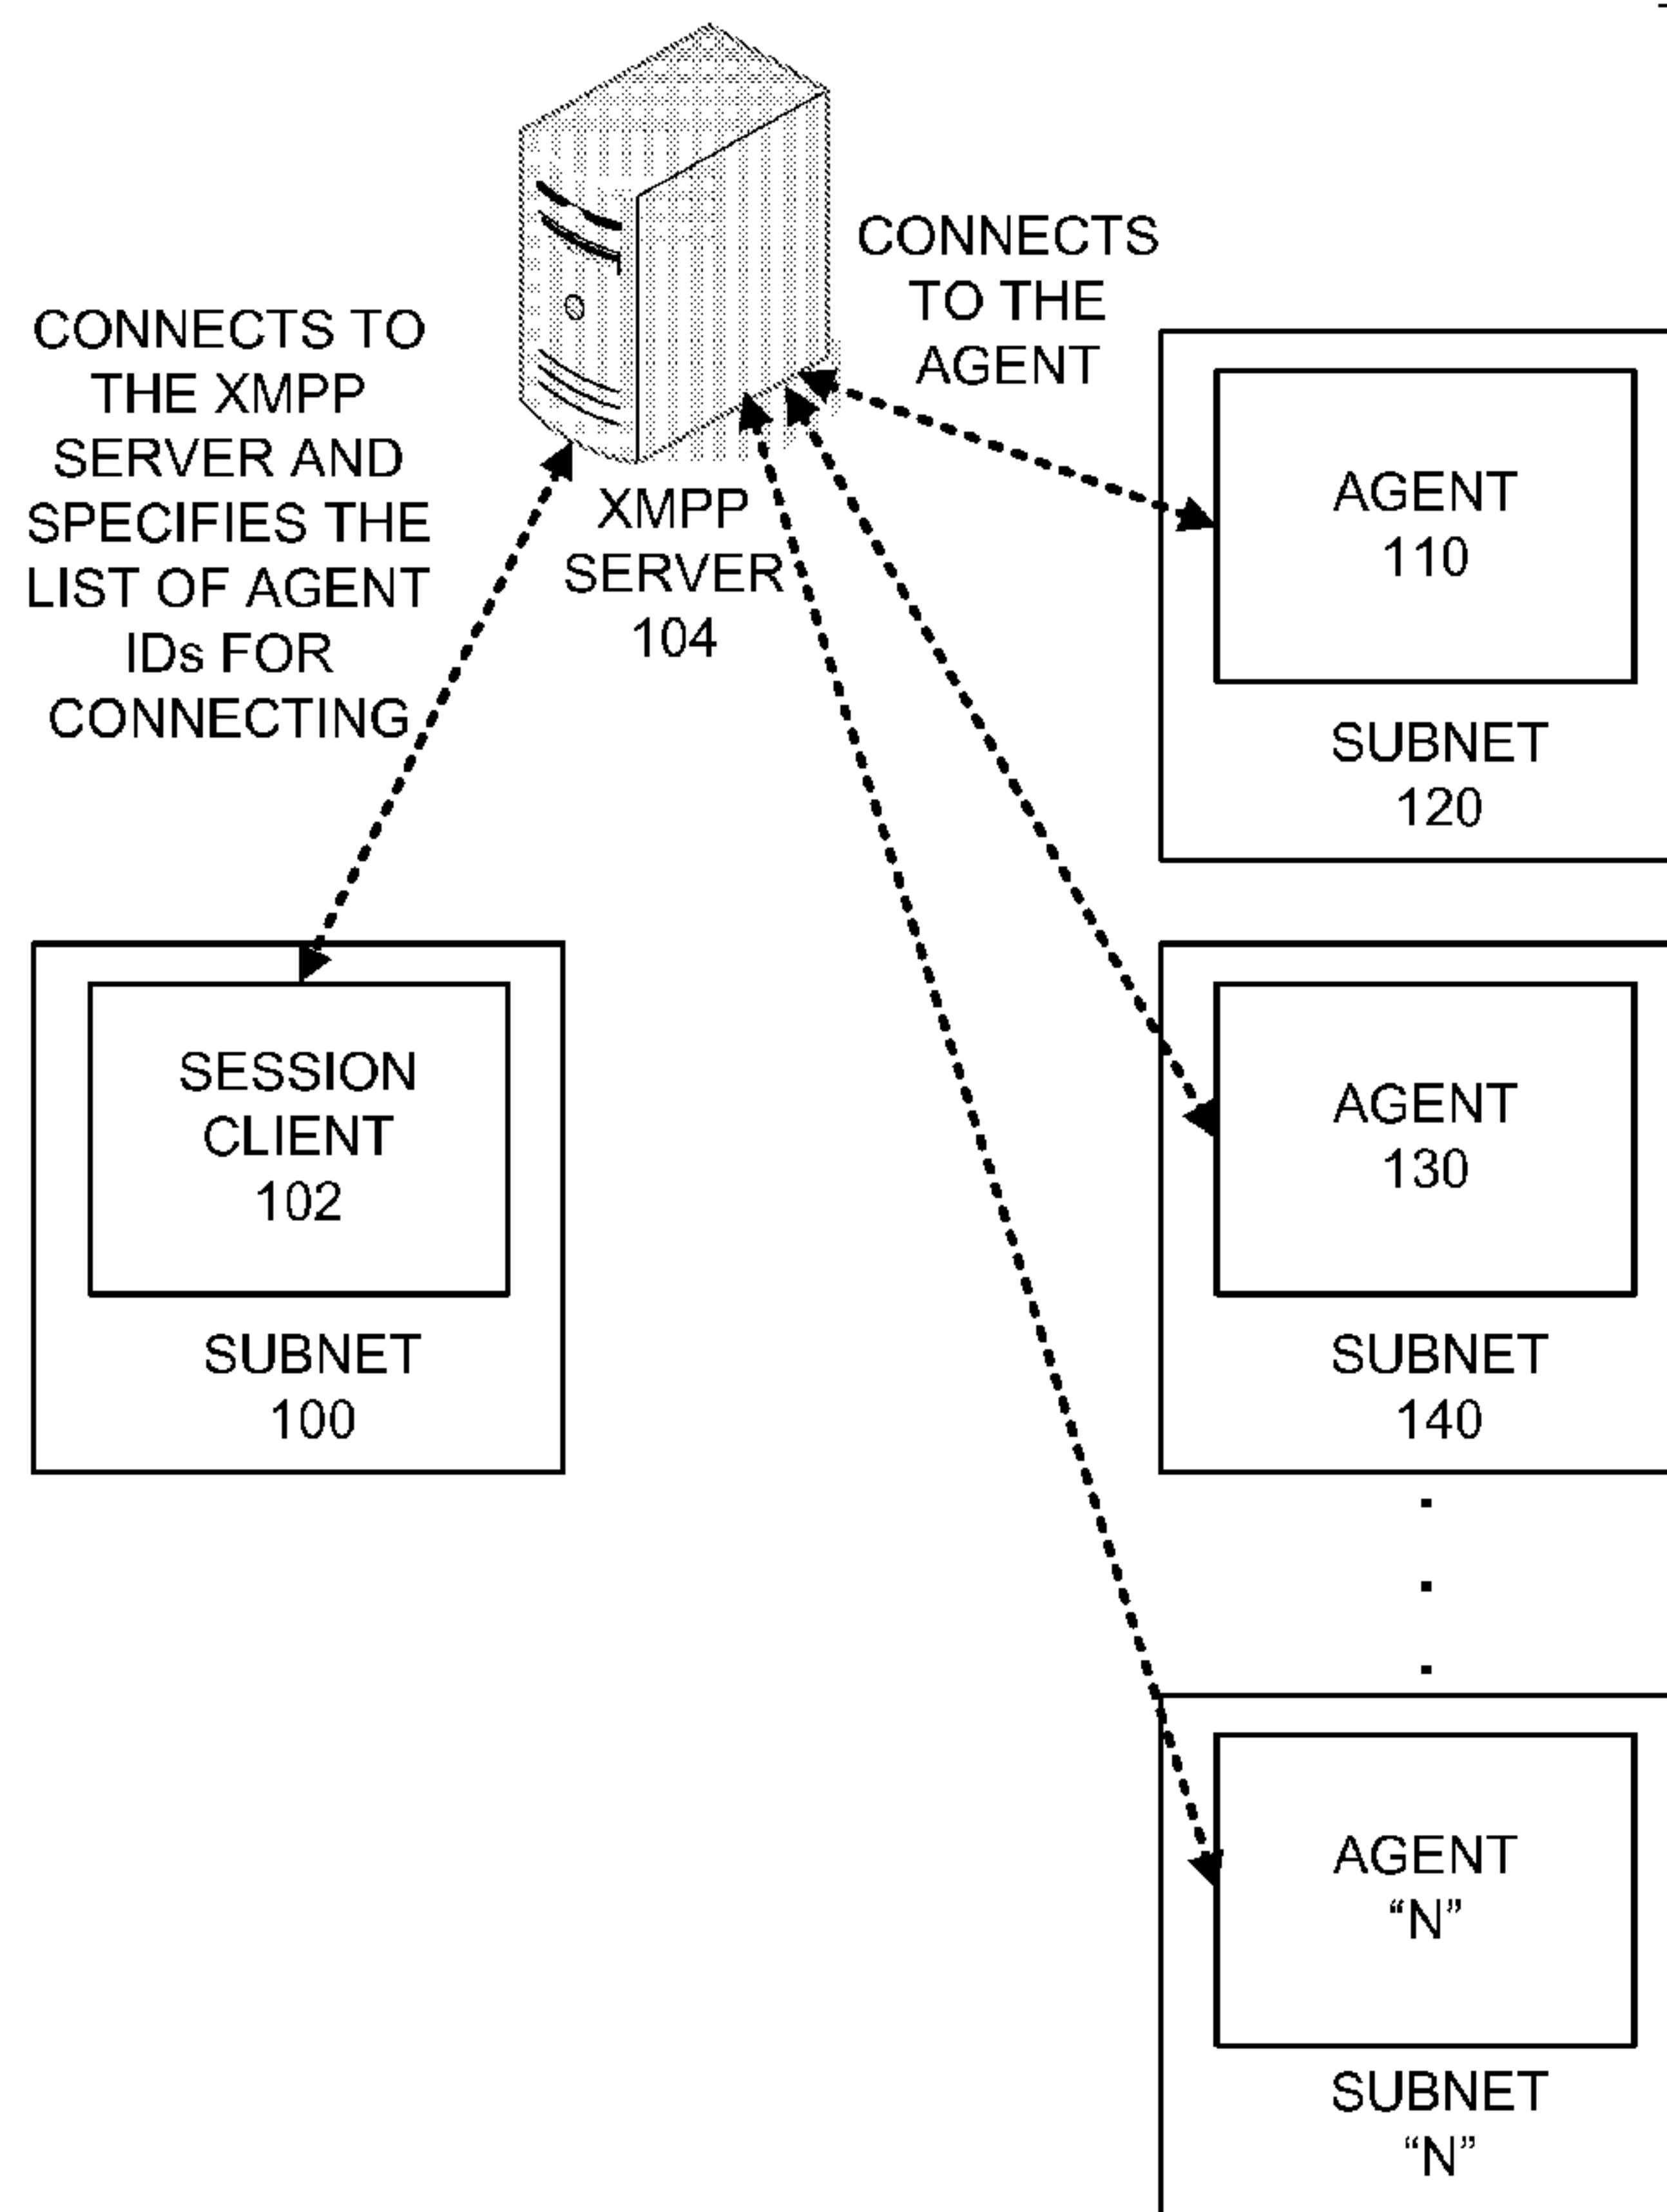 CONNECTS TO
THE XMPP
SERVER AND
SPECIFIES THE
LIST OF AGENT
IDs FOR
CONNECTING
XMPP
SERVER
104
CONNECTS
TO THE
AGENT
AGENT
110
SUBNET
120
SESSION
CLIENT
102
SUBNET
100
AGENT
130
SUBNET
140
AGENT
“N”
SUBNET
“N”